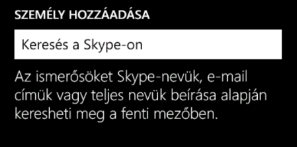 SZEMÉLY HOZZÁADÁSA
Keresés a Skype-on
Az ismerősöket Skype-nevük, e-mail
címük vagy teljes nevük beírása alapján
keresheti meg a fenti mezőben.